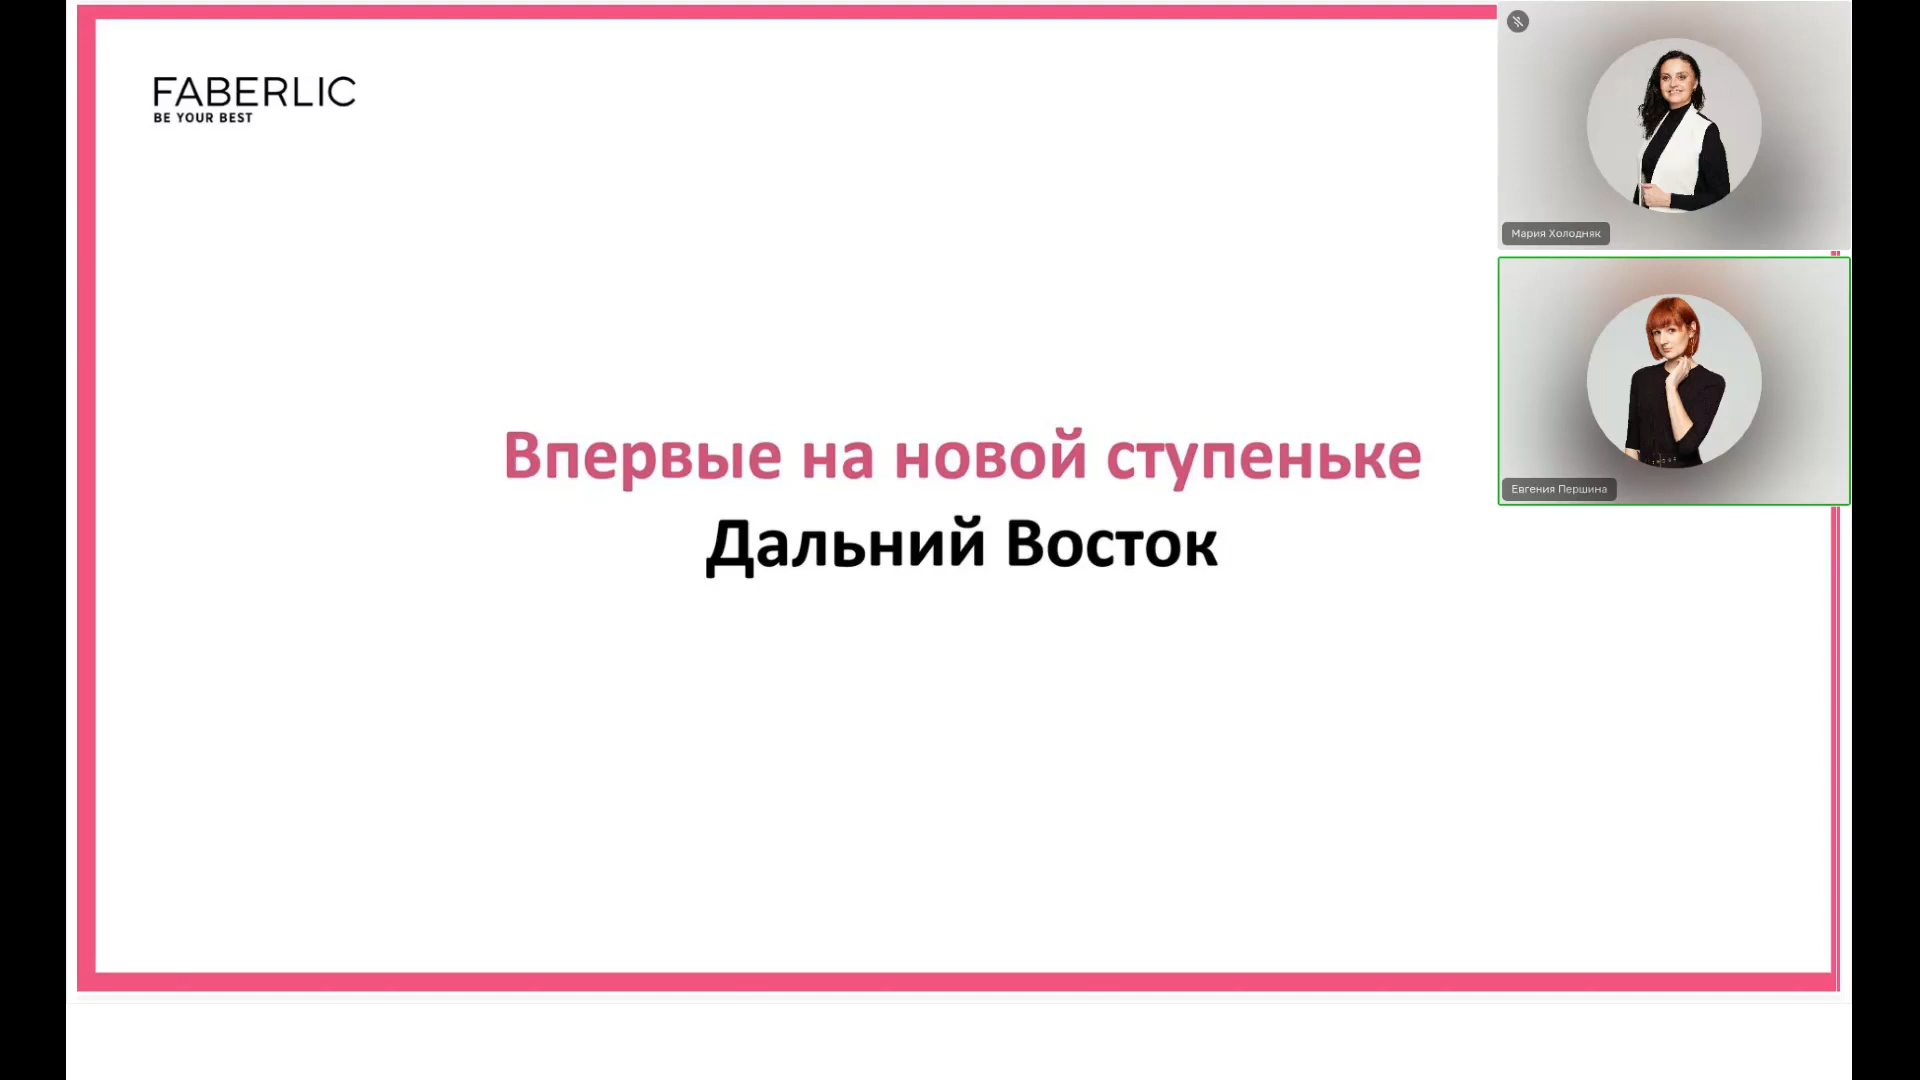 FABERLIC
BE YOUR BEST
Впервые на новой ступеньке
Дальний Восток
Мария Холодняк
Евгения Першина